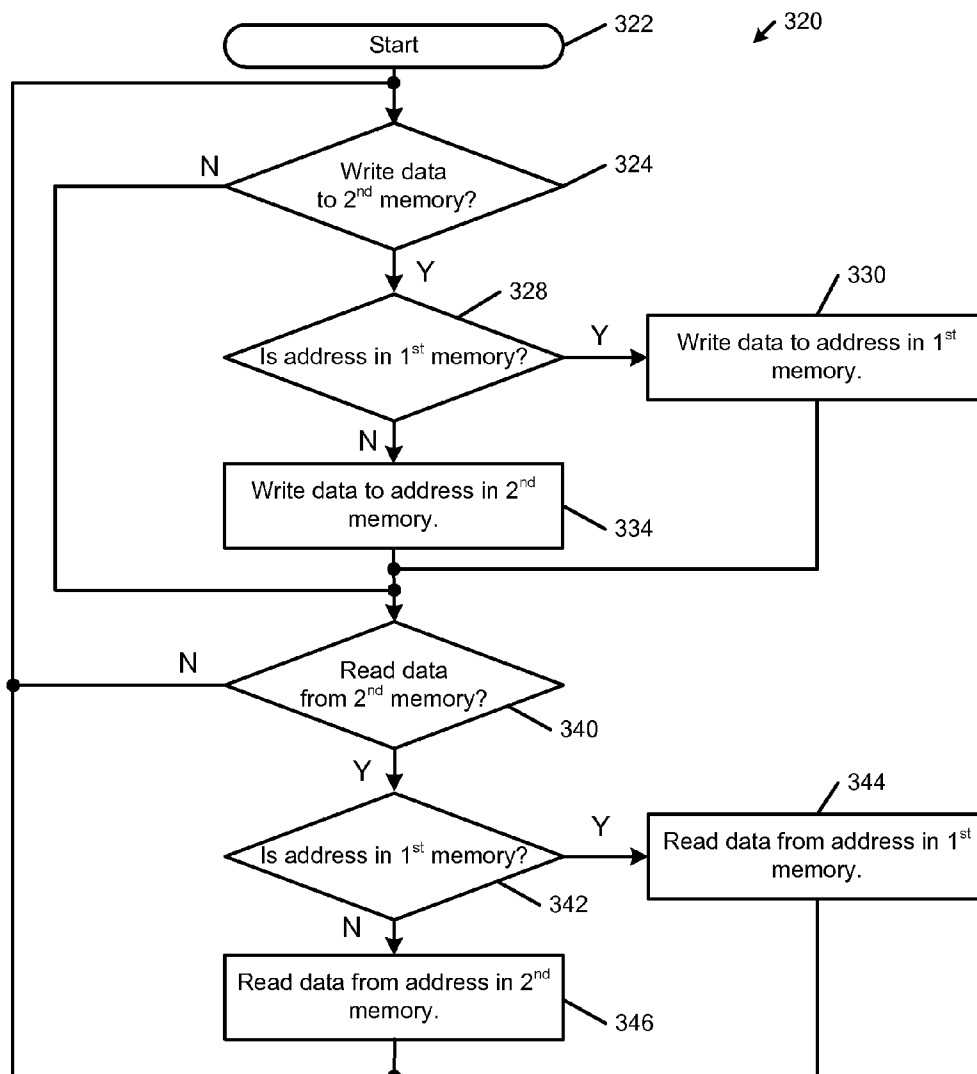 Start
322
320
N
Write data
to 2nd memory?
324
Y
328
330
Is address in 1st memory?
Y
Write data to address in 1st
memory.
N
Write data to address in 2nd
memory.
334
N
Read data
from 2nd memory?
340
Y
344
Is address in 1st memory?
Y
Read data from address in 1st
memory.
342
N
Read data from address in 2nd
memory.
346